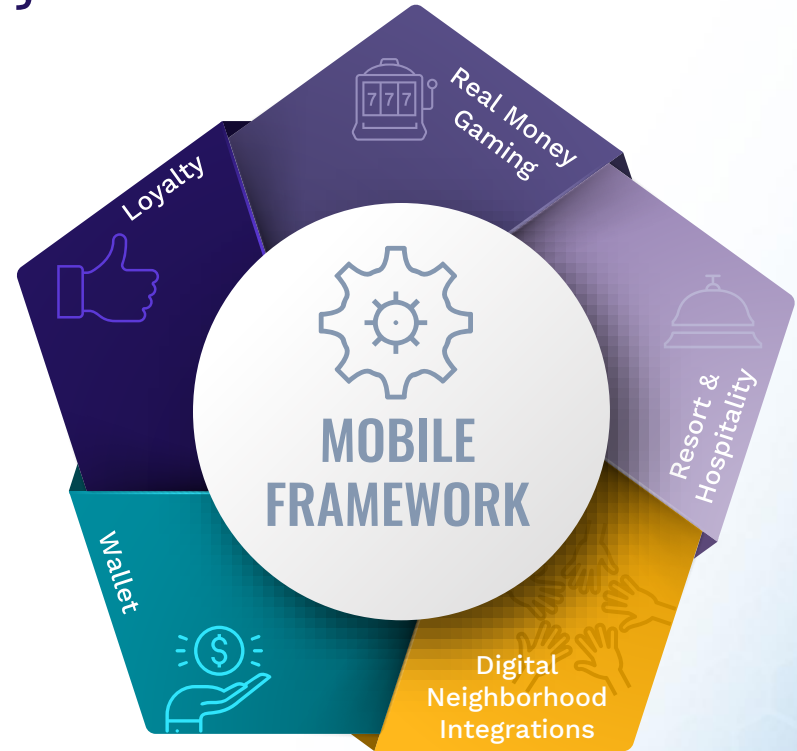 777
Real Money
Gaming
Loyalty
MOBILE
FRAMEWORK
Resort &
Hospitality
Wallet
$
Digital
Neighborhood
Integrations